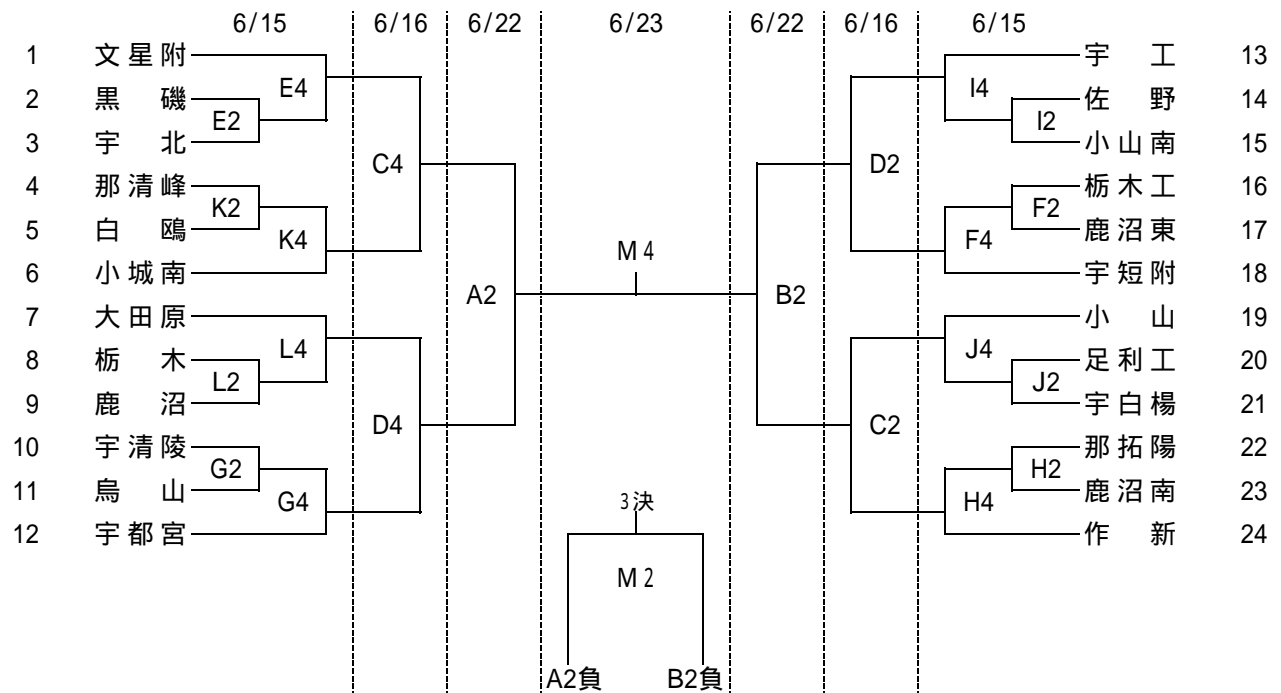 6/15 6/16 6/22 6/23 6/22 6/16 6/15
1 文星附 宇工 13
E4 I4
2 黒磯 佐野 14
E2 I2
3 宇北 小山南 15
C4 D2
4 那清峰 栃木工 16
K2 F2
5 白鴎 鹿沼東 17
K4 F4
M4
6 小城南 宇短附 18
A2 B2
7 大田原 小山 19
L4 J4
8 栃木 足利工 20
L2 J2
9 鹿沼 宇白楊 21
D4 C2
10 宇清陵 那拓陽 22
G2 H2
11 烏山 鹿沼南 23
G4 3決 H4
12 宇都宮 作新 24
M2
A2負 B2負